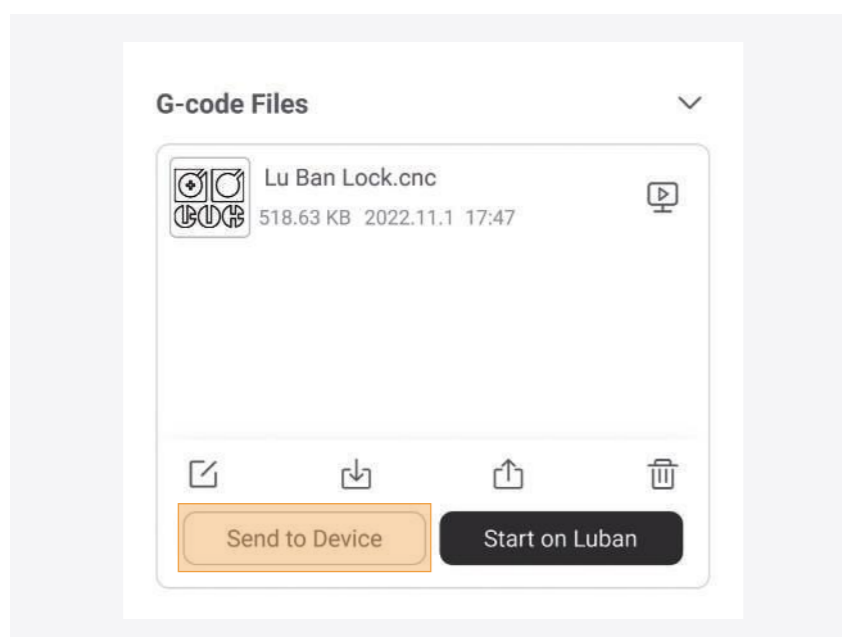 G-code Files
Lu Ban Lock.cnc
518.63 KB 2022.11.1 17:47
Send to Device
Start on Luban